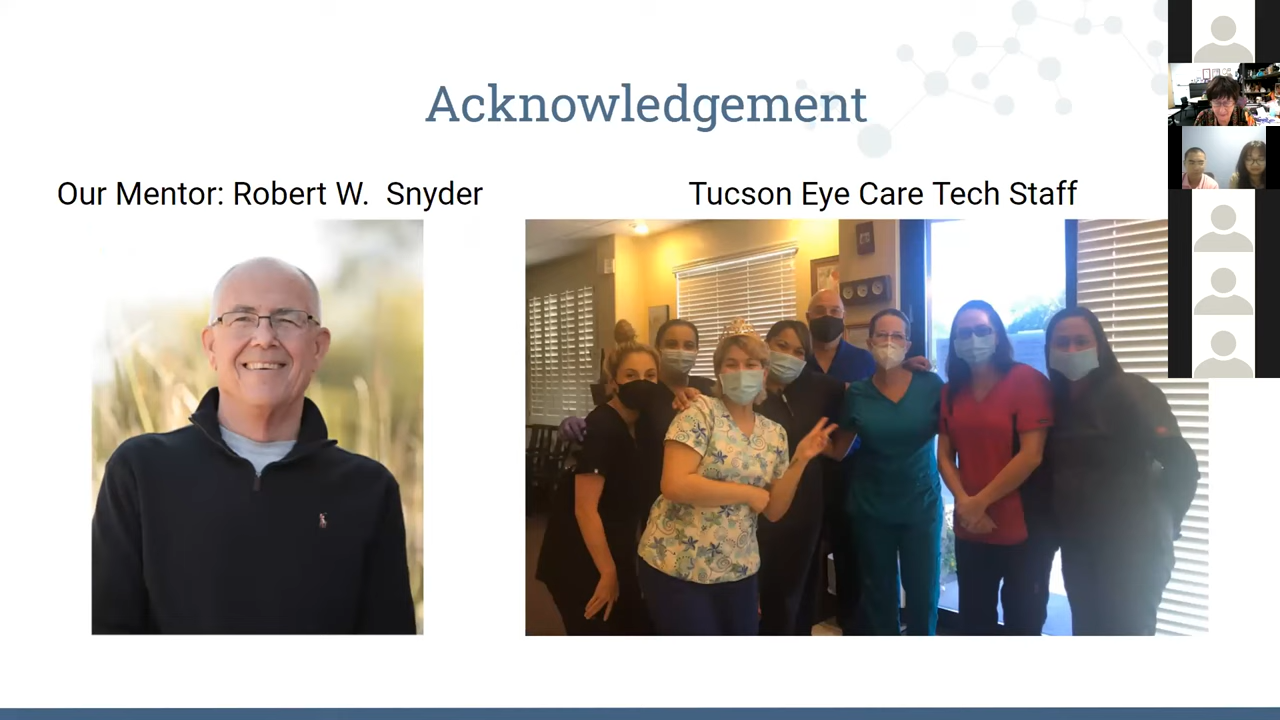 Acknowledgement
Our Mentor: Robert W. Snyder
Tucson Eye Care Tech Staff